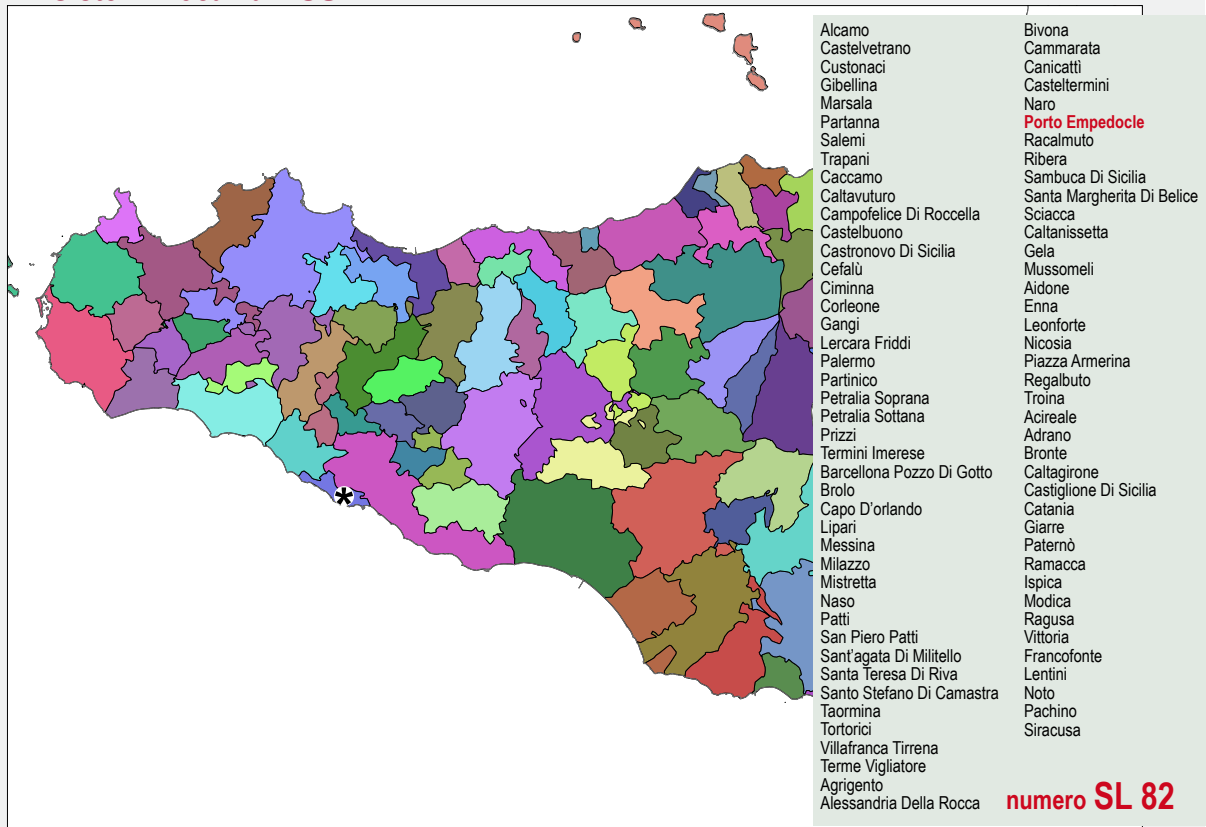 Alcamo
Castelvetrano
Custonaci
Gibellina
Marsala
Partanna
Salemi
Trapani
Caccamo
Caltavuturo
Campofelice Di Roccella
Castelbuono
Castronovo Di Sicilia
Cefalù
Ciminna
Corleone
Gangi
Lercara Friddi
Palermo
Partinico
Petralia Soprana
Petralia Sottana
Prizzi
Termini Imerese
Barcellona Pozzo Di Gotto
Brolo
Capo D'orlando
Lipari
Messina
Milazzo
Mistretta
Naso
Patti
San Piero Patti
Sant'agata Di Militello
Santa Teresa Di Riva
Santo Stefano Di Camastra
Taormina
Tortorici
Villafranca Tirrena
Terme Vigliatore
Agrigento
Alessandria Della Rocca
Bivona
Cammarata
Canicattì
Casteltermini
Naro
Porto Empedocle
Racalmuto
Ribera
Sambuca Di Sicilia
Santa Margherita Di Belice
Sciacca
Caltanissetta
Gela
Mussomeli
Aidone
Enna
Leonforte
Nicosia
Piazza Armerina
Regalbuto
Troina
Acireale
Adrano
Bronte
Caltagirone
Castiglione Di Sicilia
Catania
Giarre
Paternò
Ramacca
Ispica
Modica
Ragusa
Vittoria
Francofonte
Lentini
Noto
Pachino
Siracusa
numero SL 82